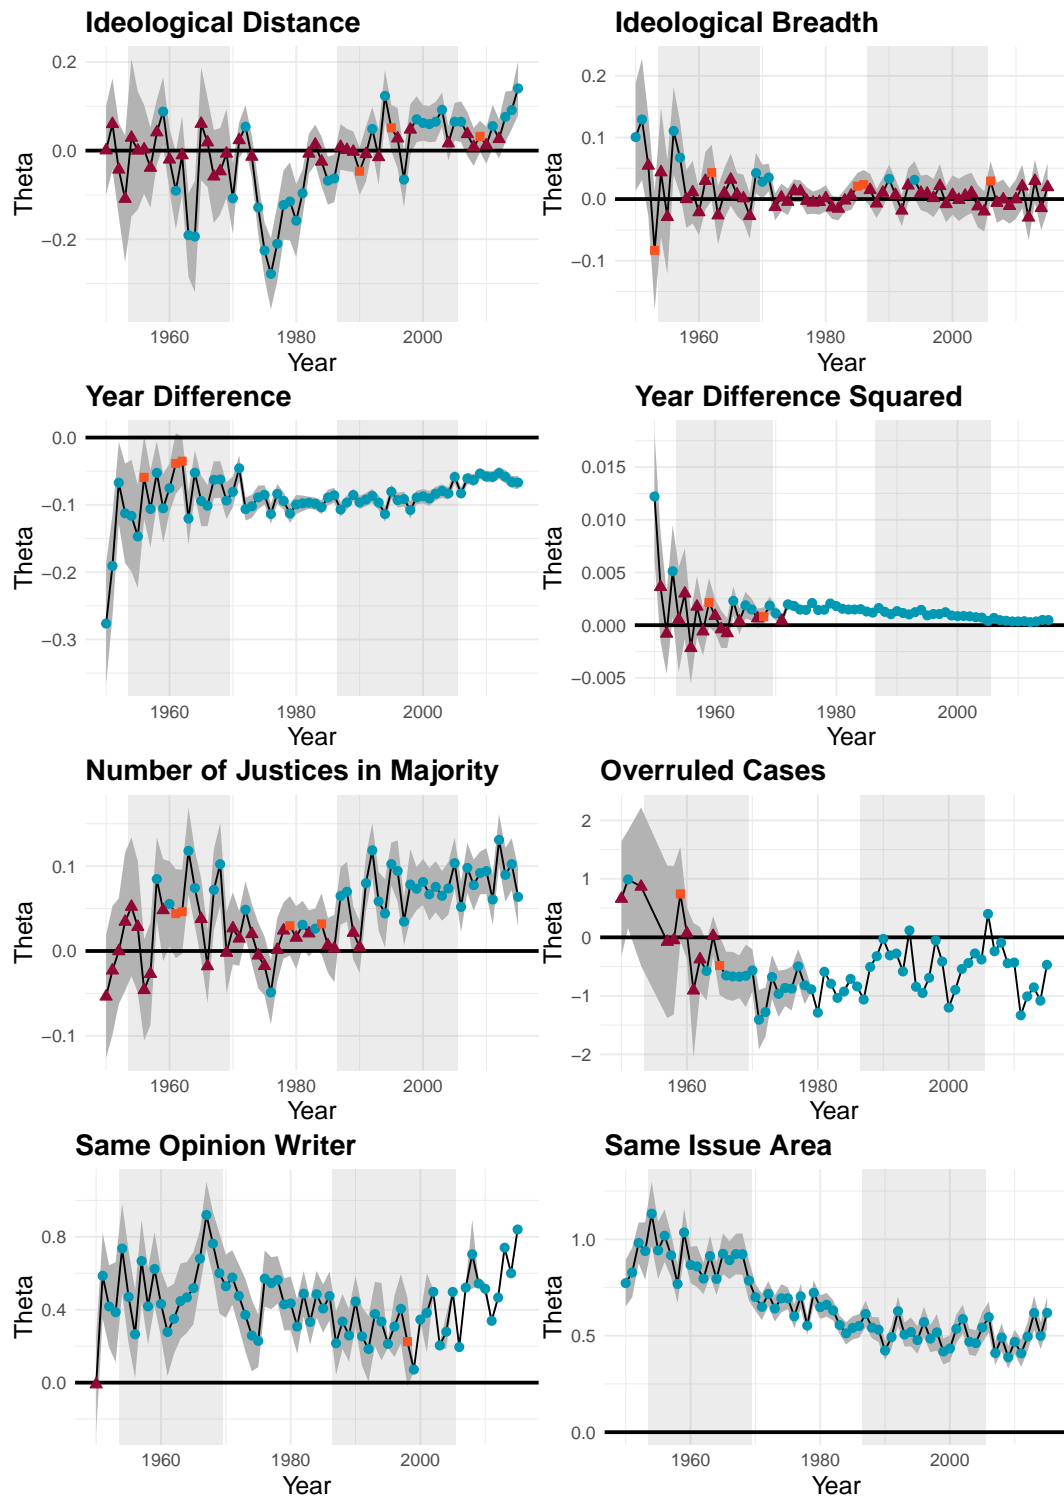 Ideological Distance
0.2
0.0
−0.2
Theta
1960
1980
2000
Year
Ideological Breadth
0.2
0.1
0.0
−0.1
Theta
1960
1980
2000
Year
Year Difference
0.0
−0.1
−0.2
−0.3
Theta
1960
1980
2000
Year
Year Difference Squared
0.015
0.010
0.005
0.000
−0.005
Theta
1960
1980
2000
Year
Number of Justices in Majority
0.1
0.0
−0.1
Theta
1960
1980
2000
Year
Overruled Cases
2
1
0
−1
−2
Theta
1960
1980
2000
Year
Same Opinion Writer
0.8
0.4
0.0
Theta
1960
1980
2000
Year
Same Issue Area
1.0
0.5
0.0
Theta
1960
1980
2000
Year